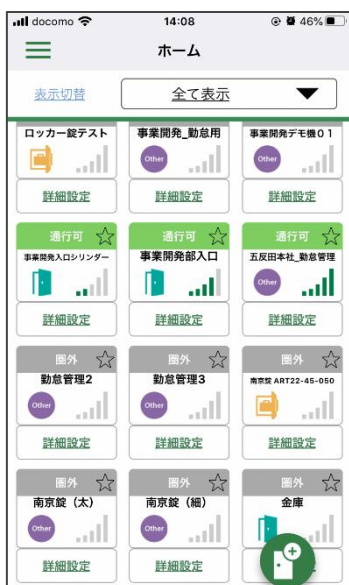 docomo 14:08 46%
ホーム
表示切替 全て表示
ロッカー錠テスト 事業開発_勤怠用 事業開発デモ機01
Other Other
詳細設定 詳細設定 詳細設定
通行可 通行可 通行可
事業開発入口シリンダー 事業開発部入口 五反田本社_勤怠管理
Other
詳細設定 詳細設定 詳細設定
圏外 圏外 圏外
勤怠管理2 勤怠管理3 南京錠 ART22-45-050
Other Other
詳細設定 詳細設定 詳細設定
圏外 圏外 圏外
南京錠（太） 南京錠（細） 金庫
Other Other
詳細設定 詳細設定 詳細設定